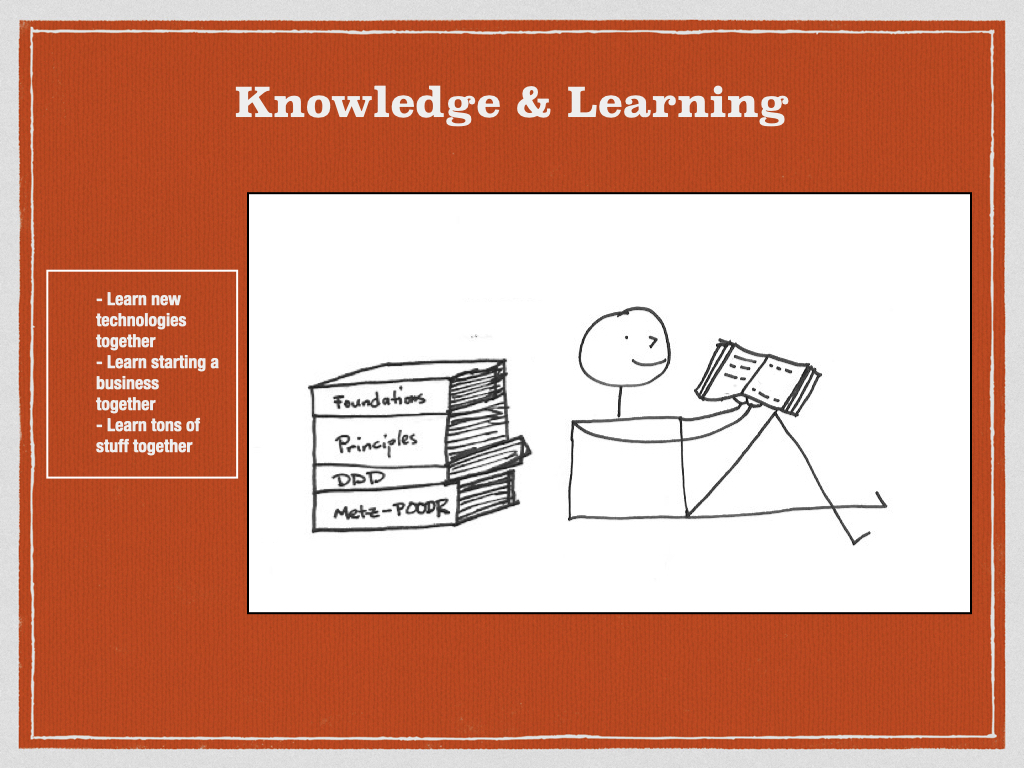 Knowledge & Learning
- Learn new
technologies
together
- Learn starting a
business
together
- Learn tons of
stuff together
Foundations
Principles
DDD
Metz-POODR